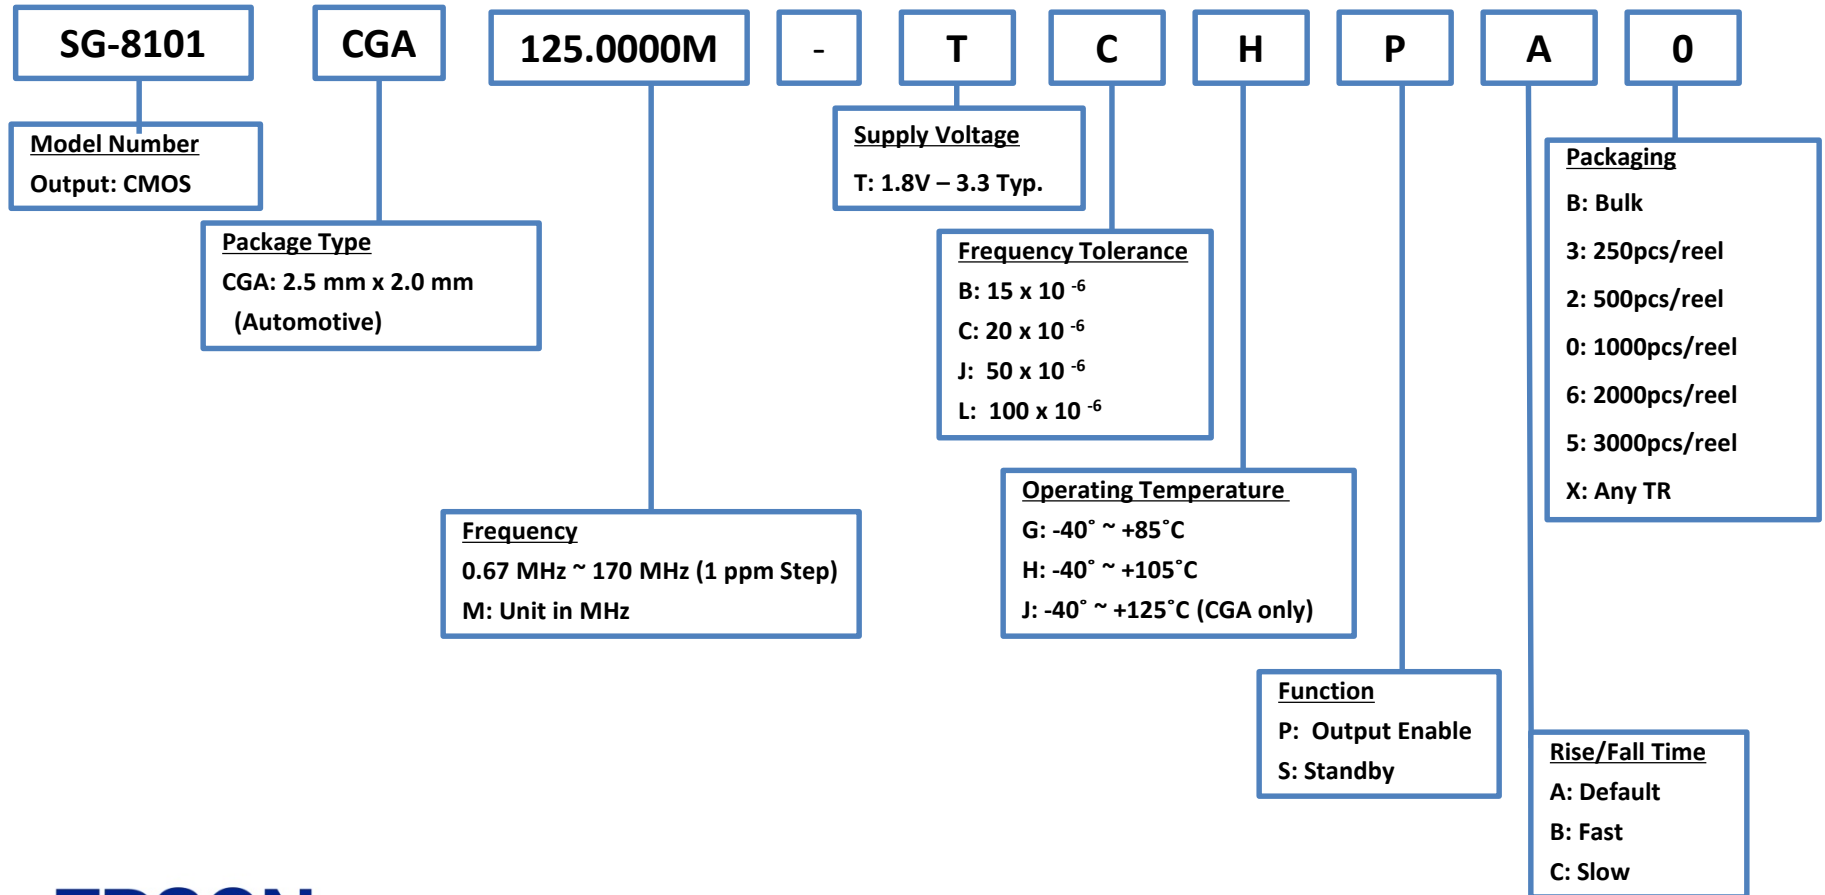 SG-8101 CGA 125.0000M - T C H P A 0
Model Number
Output: CMOS
Package Type
CGA: 2.5 mm x 2.0 mm
(Automotive)
Frequency
0.67 MHz ~ 170 MHz (1 ppm Step)
M: Unit in MHz
Supply Voltage
T: 1.8V – 3.3 Typ.
Frequency Tolerance
B: 15 x 10 -6
C: 20 x 10 -6
J: 50 x 10 -6
L: 100 x 10 -6
Operating Temperature
G: -40˚ ~ +85˚C
H: -40˚ ~ +105˚C
J: -40˚ ~ +125˚C (CGA only)
Function
P: Output Enable
S: Standby
Rise/Fall Time
A: Default
B: Fast
C: Slow
Packaging
B: Bulk
3: 250pcs/reel
2: 500pcs/reel
0: 1000pcs/reel
6: 2000pcs/reel
5: 3000pcs/reel
X: Any TR